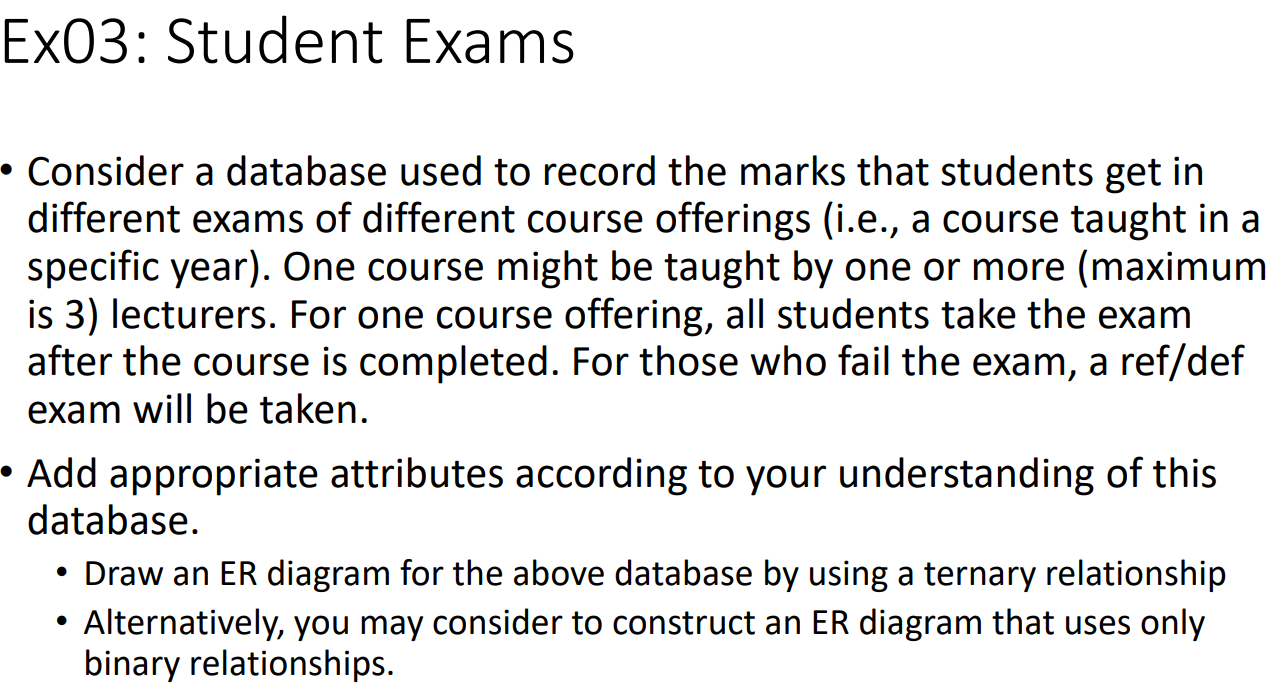 Ex03: Student Exams
• Consider a database used to record the marks that students get in
different exams of different course offerings (i.e., a course taught in a
specific year). One course might be taught by one or more (maximum
is 3) lecturers. For one course offering, all students take the exam
after the course is completed. For those who fail the exam, a ref/def
exam will be taken.
• Add appropriate attributes according to your understanding of this
database.
• Draw an ER diagram for the above database by using a ternary relationship
• Alternatively, you may consider to construct an ER diagram that uses only
binary relationships.